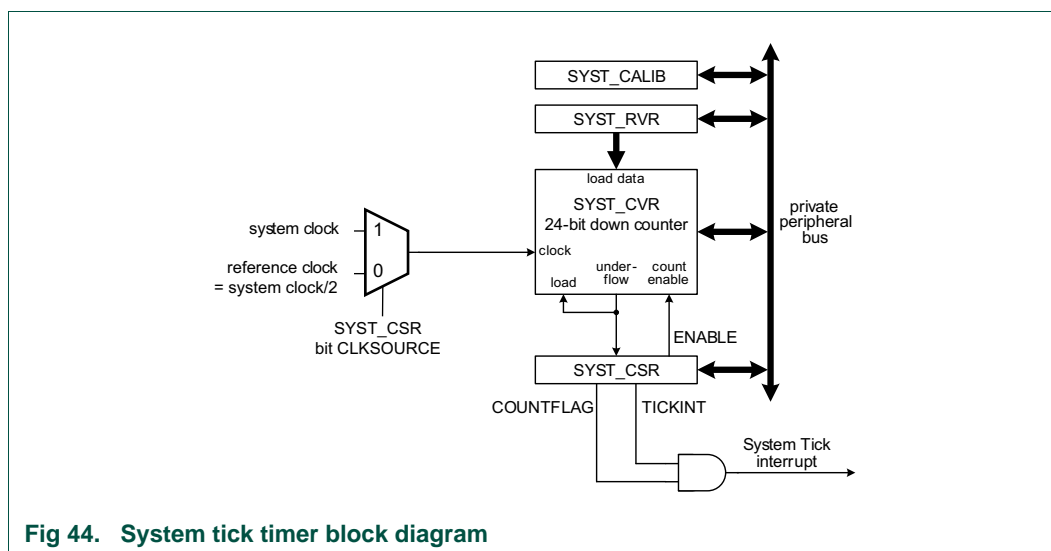 SYST_CALIB
SYST_RVR
load data
SYST_CVR
24-bit down counter
clock
load
under-
flow
count
enable
private
peripheral
bus
system clock
1
reference clock
= system clock/2
0
SYST_CSR
bit CLKSOURCE
ENABLE
SYST_CSR
COUNTFLAG
TICKINT
System Tick
interrupt
Fig 44. System tick timer block diagram